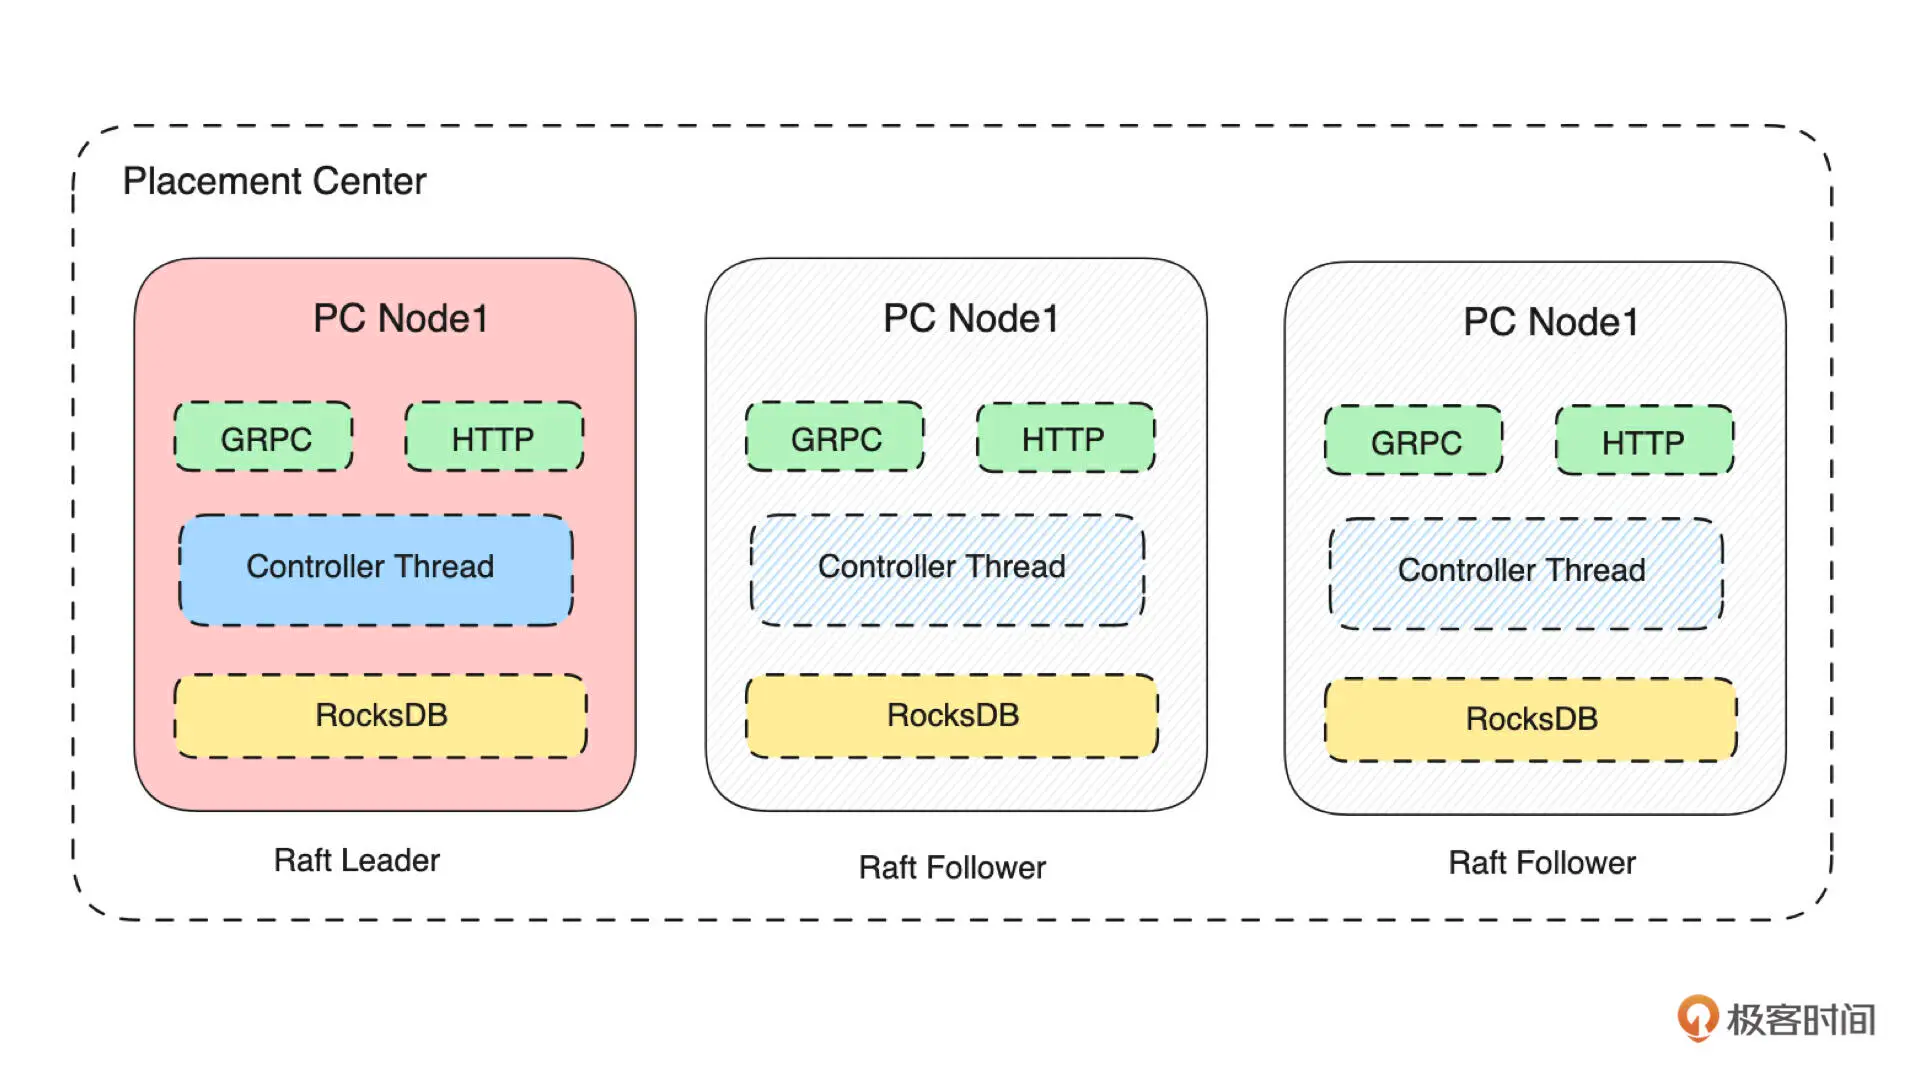 Placement Center
PC Node1
GRPC
HTTP
Controller Thread
RocksDB
Raft Leader
PC Node1
GRPC
HTTP
Controller Thread
RocksDB
Raft Follower
PC Node1
GRPC
HTTP
Controller Thread
RocksDB
Raft Follower
极客时间